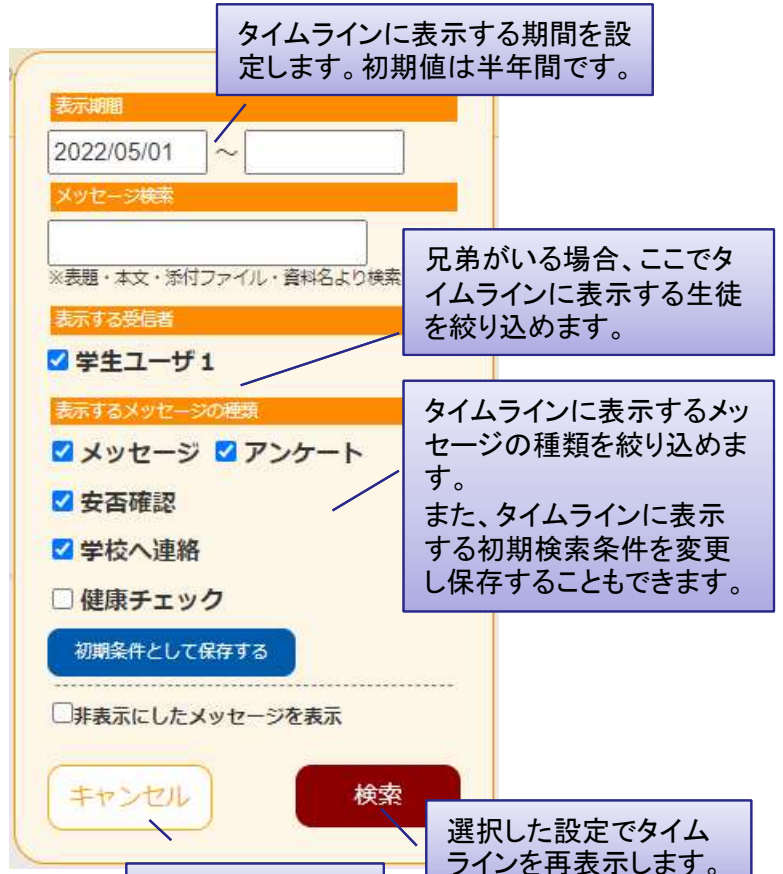 タイムラインに表示する期間を設
定します。初期値は半年間です。
表示期間
2022/05/01 ～
メッセージ検索
※表題・本文・添付ファイル・資料名より検索
兄弟がいる場合、ここでタ
イムラインに表示する生徒
を絞り込めます。
表示する受信者
学生ユーザ1
表示するメッセージの種類
メッセージ アンケート
安否確認
学校へ連絡
健康チェック
タイムラインに表示するメッ
セージの種類を絞り込めま
す。
また、タイムラインに表示
する初期検索条件を変更
し保存することもできます。
初期条件として保存する
非表示にしたメッセージを表示
キャンセル
検索
選択した設定でタイム
ラインを再表示します。